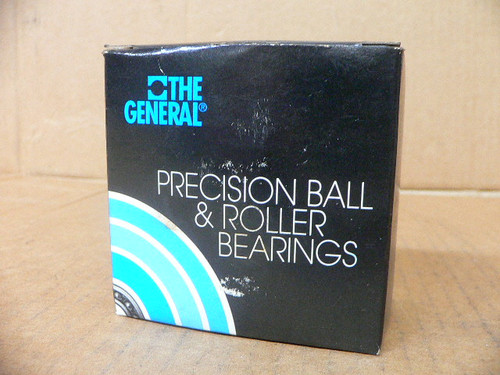 THE
GENERAL®
PRECISION BALL
& ROLLER
BEARINGS